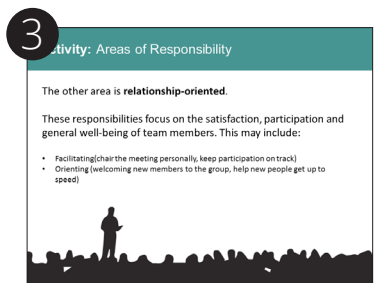 3
ctivity: Areas of Responsibility
The other area is relationship-oriented.
These responsibilities focus on the satisfaction, participation and
general well-being of team members. This may include:
• Facilitating(chair the meeting personally, keep participation on track)
• Orienting (welcoming new members to the group, help new people get up to
speed)